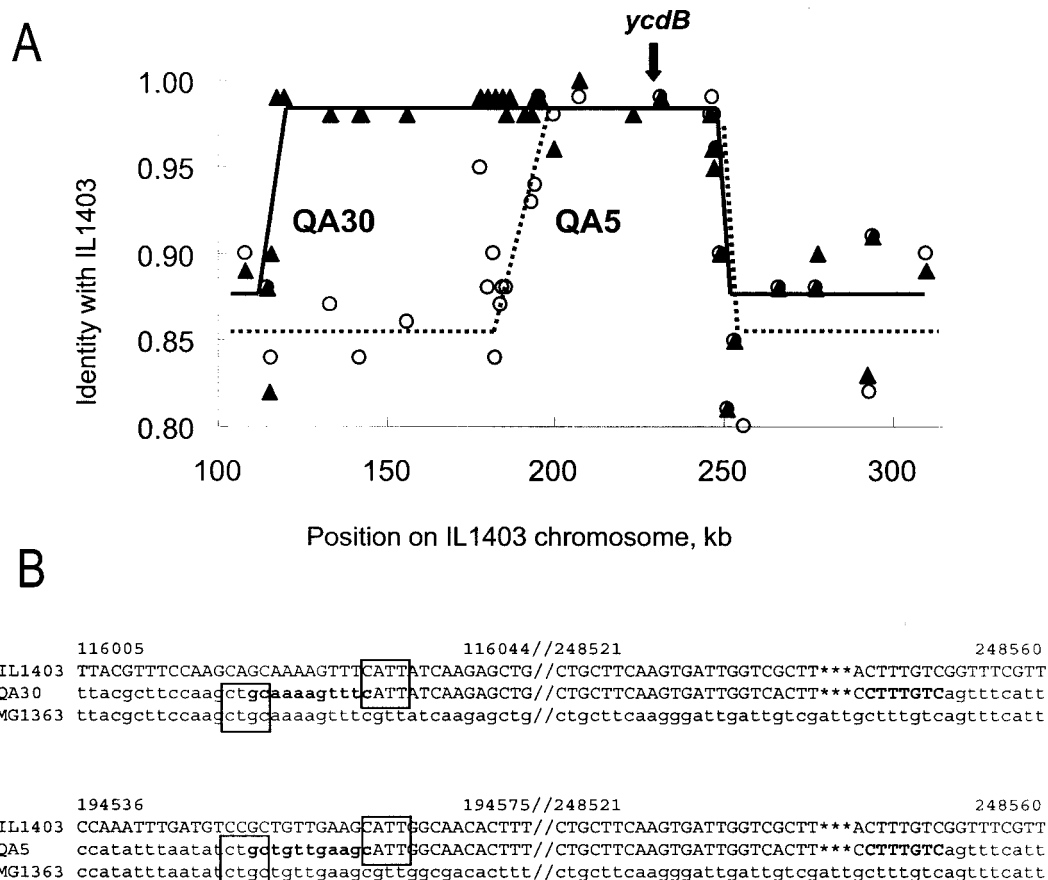 A
ycdB
1.00
0.95
0.90
0.85
0.80
Identity with IL1403
QA30
QA5
100 150 200 250 300
Position on IL1403 chromosome, kb
B
116005 116044//248521 248560
IL1403 TTACGTTTCCAAGCAGCAAAAGTTTCATTATCAAGAGCTG//CTGCTTCAAGTGATTGGTCGCTT***ACTTTGTCGGTTTCGTT
QA30 ttacgcttccaagctgcaaaagtttcATTATCAAGAGCTG//CTGCTTCAAGTGATTGGTCACTT***CCTTTGTCagtttcatt
MG1363 ttacgcttccaagctgcaaaagtttcgttatcaagagctg//ctgcttcaagggattgattgtcgattgctttgtcagtttcatt
194536 194575//248521 248560
IL1403 CCAAATTTGATGTCCGCTGTTGAAGCATTGGCAACACTTT//CTGCTTCAAGTGATTGGTCGCTT***ACTTTGTCGGTTTCGTT
QA5 ccatatttaatatctgctgttgaagcATTGGCAACACTTT//CTGCTTCAAGTGATTGGTCACTT***CCTTTGTCagtttcatt
MG1363 ccatatttaatatctgctgttgaagcgttggcgacacttt//ctgcttcaagggattgattgtcgattgctttgtcagtttcatt